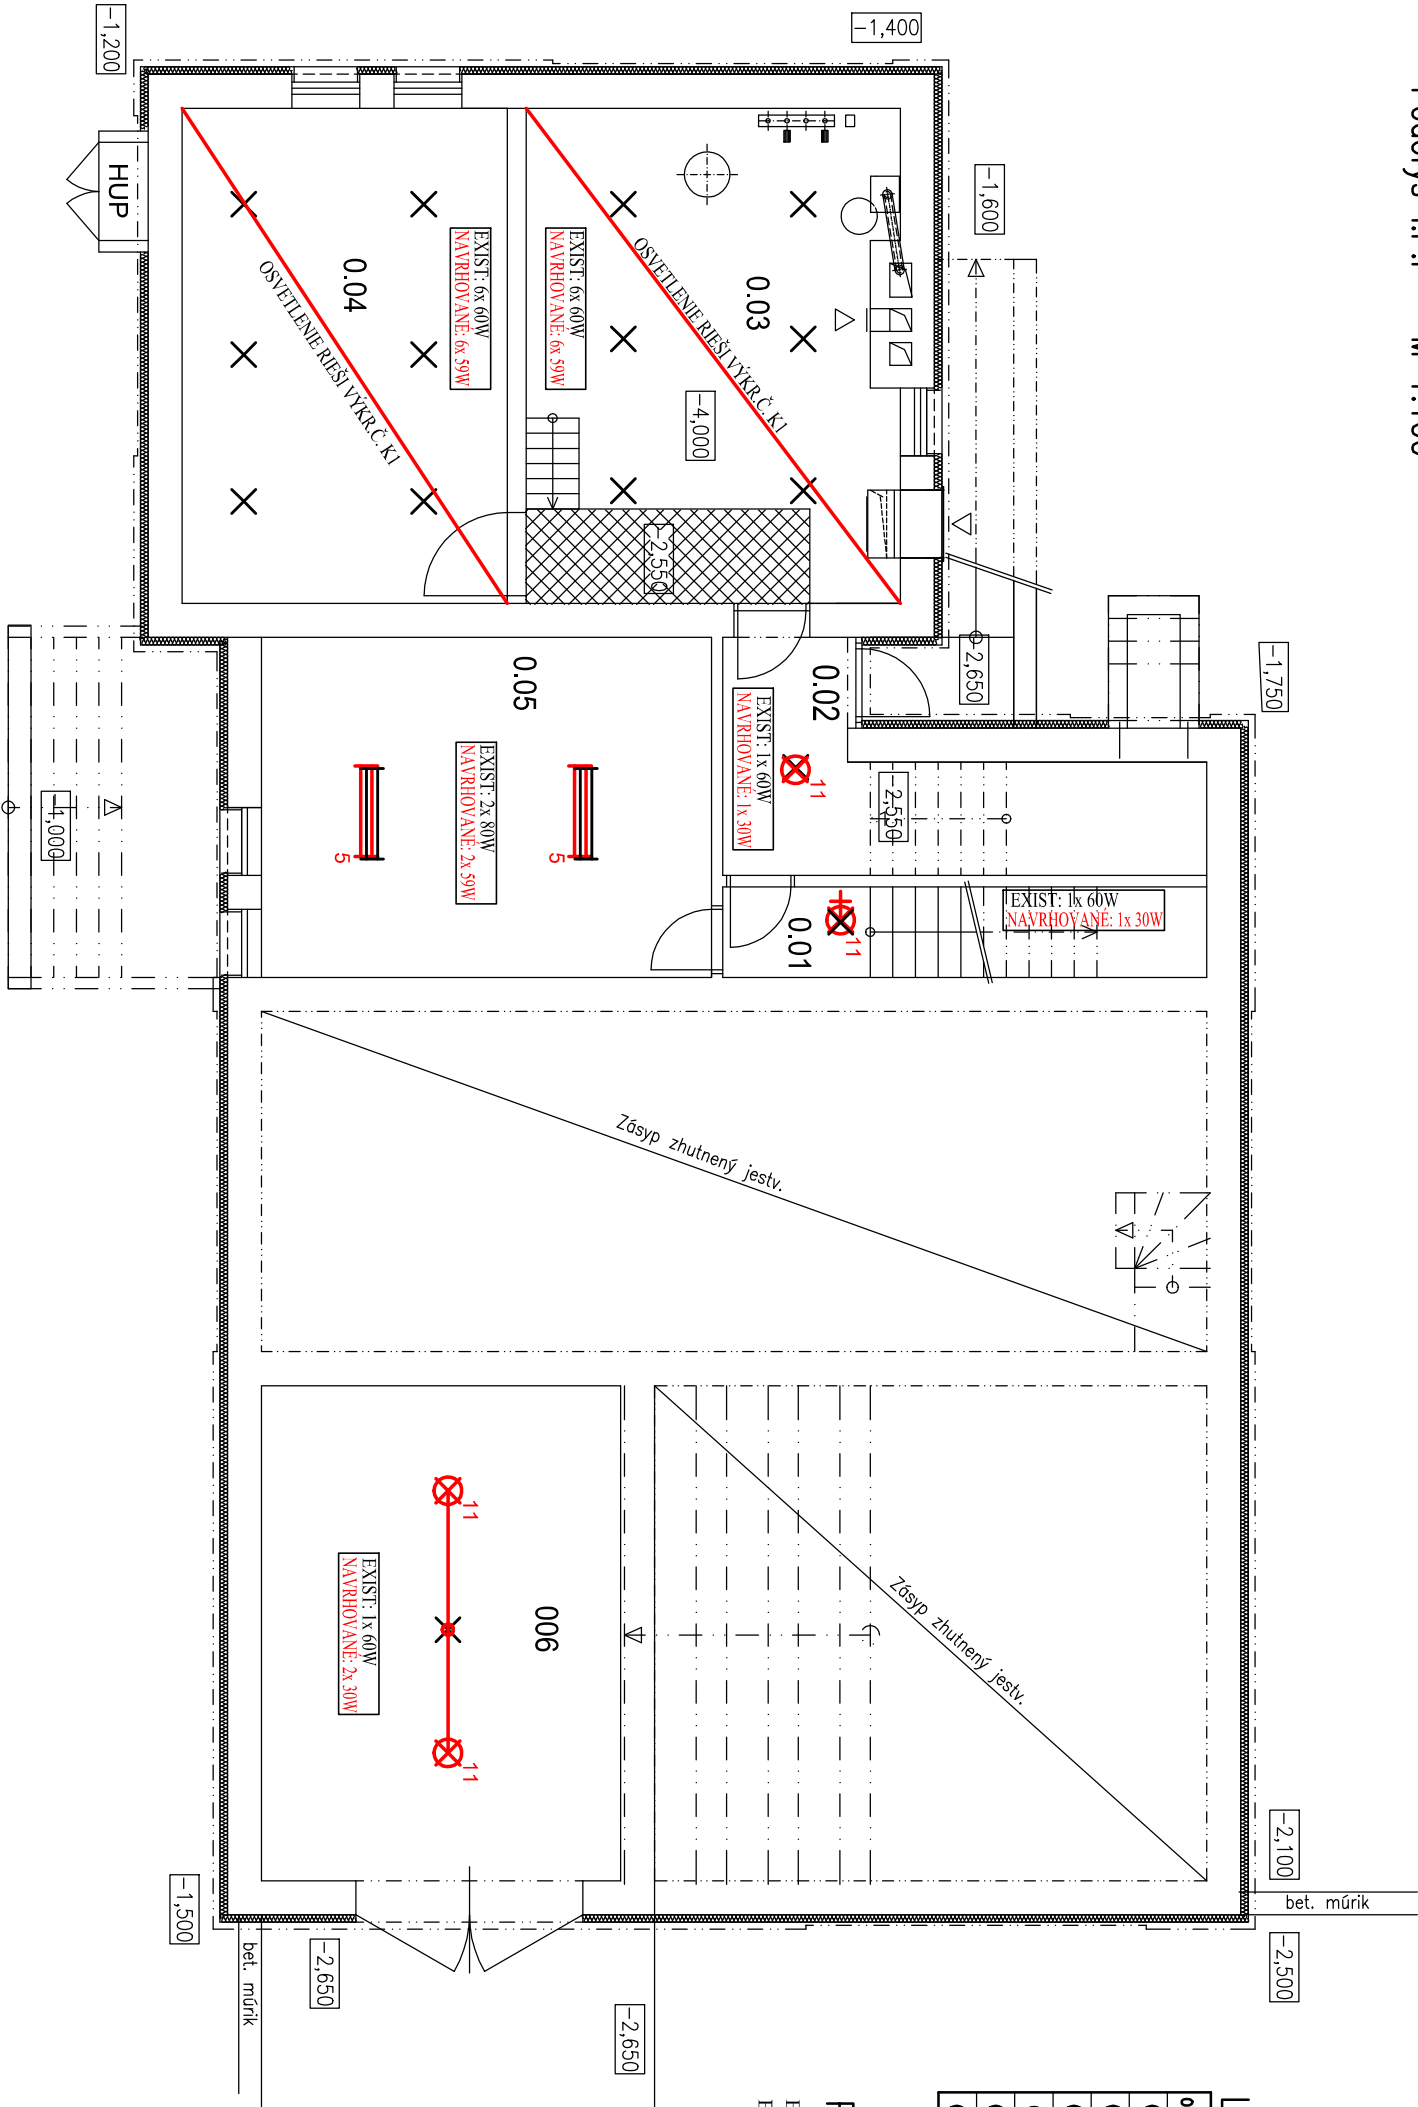 -1,200
-1,400
-1,600
HUP
0.04
OSVETLENIE RIEŠI VÝKR.Č. K1
EXIST: 6x 60W
NAVRHOVANÉ: 6x 59W
EXIST: 6x 60W
NAVRHOVANÉ: 6x 59W
0.03
OSVETLENIE RIEŠI VÝKR.Č. K1
-4,000
-2,550
-2,650
-1,750
0.05
EXIST: 2x 80W
NAVRHOVANÉ: 2x 59W
5
5
0.02
EXIST: 1x 60W
NAVRHOVANÉ: 1x 30W
11
-2,550
0.01
11
EXIST: 1x 60W
NAVRHOVANÉ: 1x 30W
-1,000
Zásyp zhutnený jestv.
Zásyp zhutnený jestv.
006
11
11
EXIST: 1x 60W
NAVRHOVANÉ: 2x 30W
-2,100
bet. múrik
-2,500
-1,500
bet. múrik
-2,650
-2,650